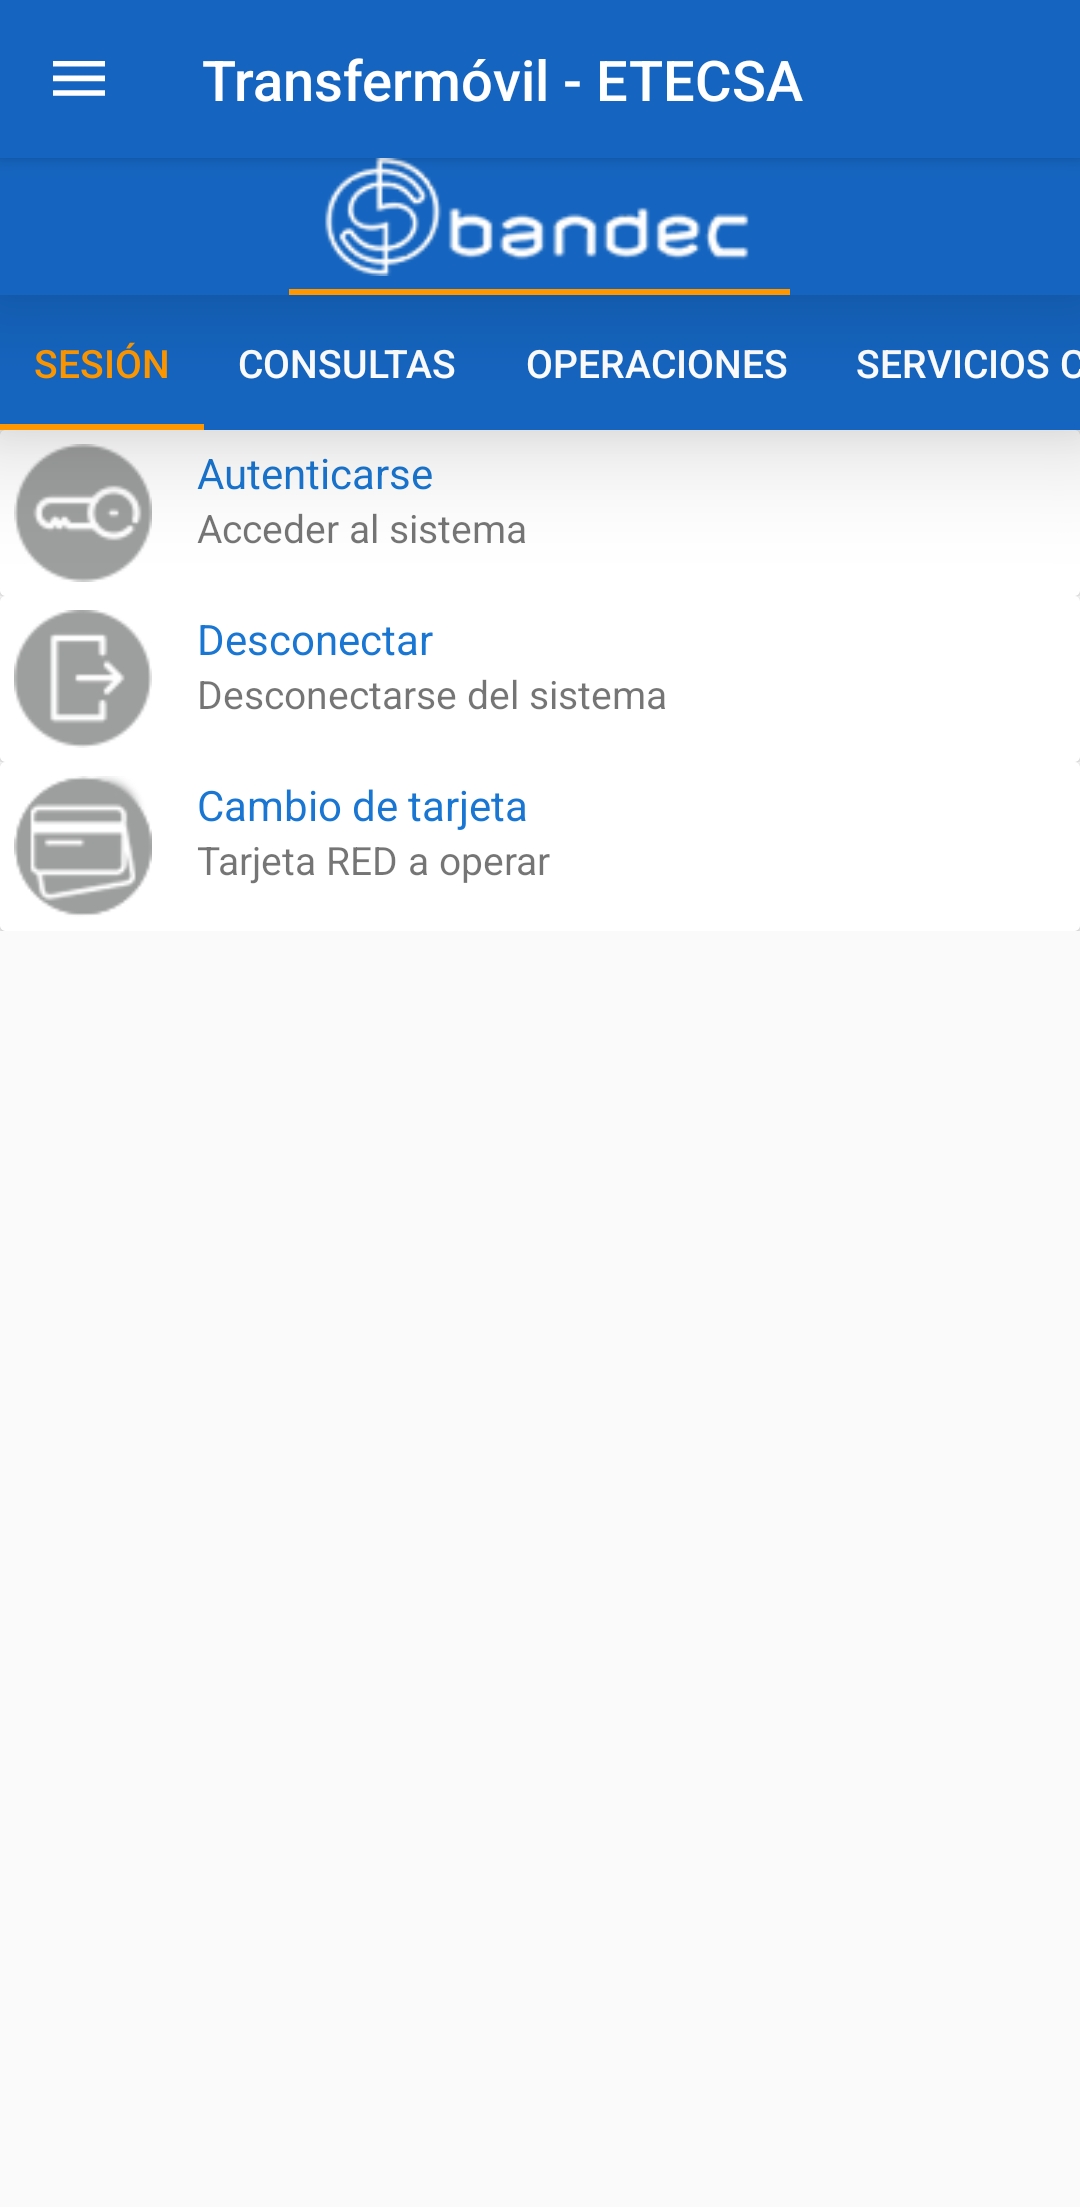 Transfermóvil - ETECSA
bandec
SESIÓN CONSULTAS OPERACIONES SERVICIOS C
Autenticarse
Acceder al sistema
Desconectar
Desconectarse del sistema
Cambio de tarjeta
Tarjeta RED a operar